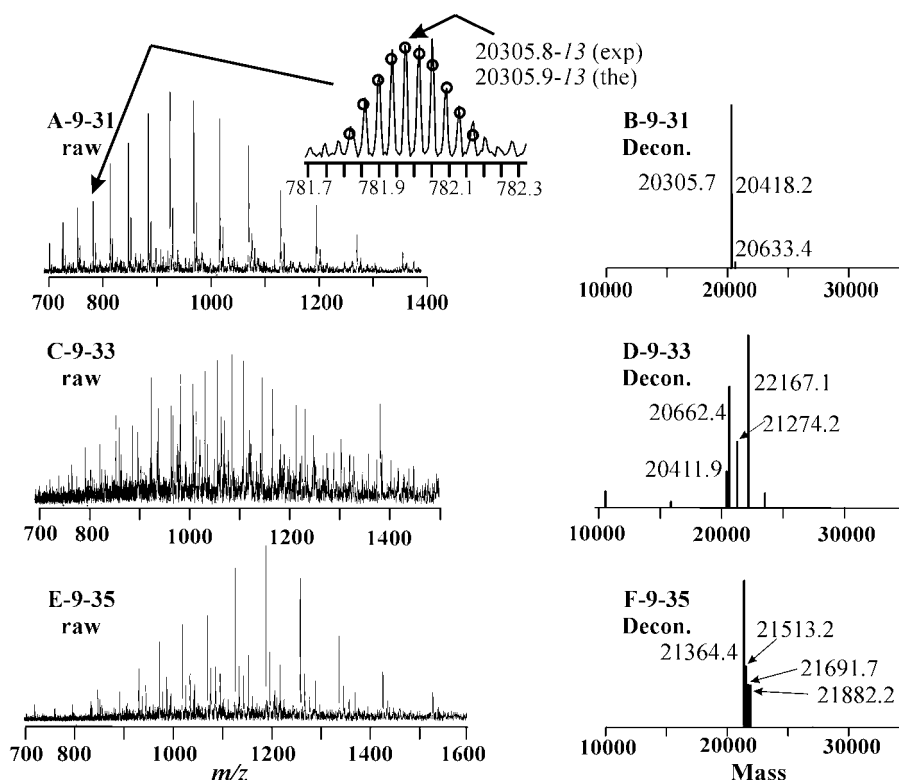 20305.8-13 (exp)
20305.9-13 (the)
A-9-31
raw
781.7 781.9 782.1 782.3
700 800 1000 1200 1400
B-9-31
Decon.
20305.7 20418.2
20633.4
10000 20000 30000
C-9-33
raw
700 800 1000 1200 1400
D-9-33
Decon.
22167.1
20662.4
21274.2
20411.9
10000 20000 30000
E-9-35
raw
700 800 1000 1200 1400 1600
m/z
F-9-35
Decon.
21513.2
21364.4
21691.7
21882.2
10000 20000 30000
Mass